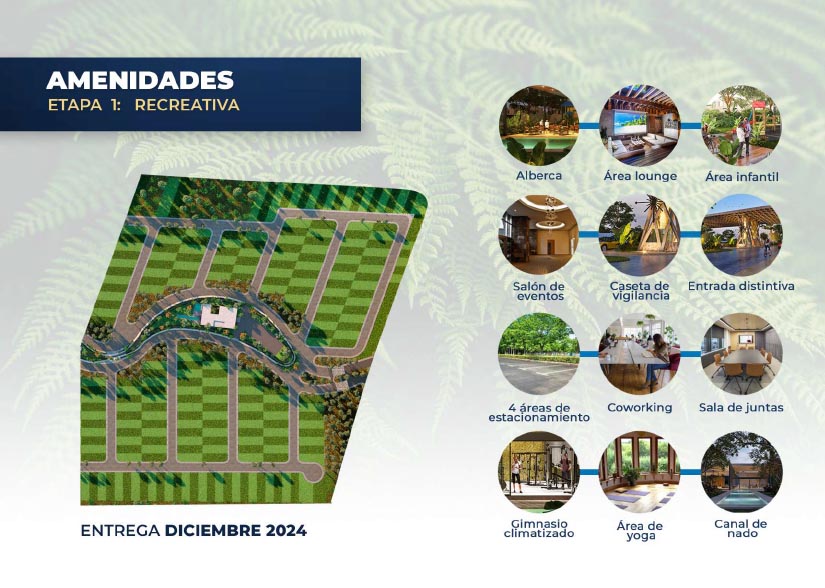 AMENIDADES
ETAPA 1: RECREATIVA
Alberca
Área lounge
Área infantil
Salón de
eventos
Caseta de
vigilancia
Entrada distintiva
4 áreas de
estacionamiento
Coworking
Sala de juntas
Gimnasio
climatizado
Área de
yoga
Canal de
nado
ENTREGA DICIEMBRE 2024